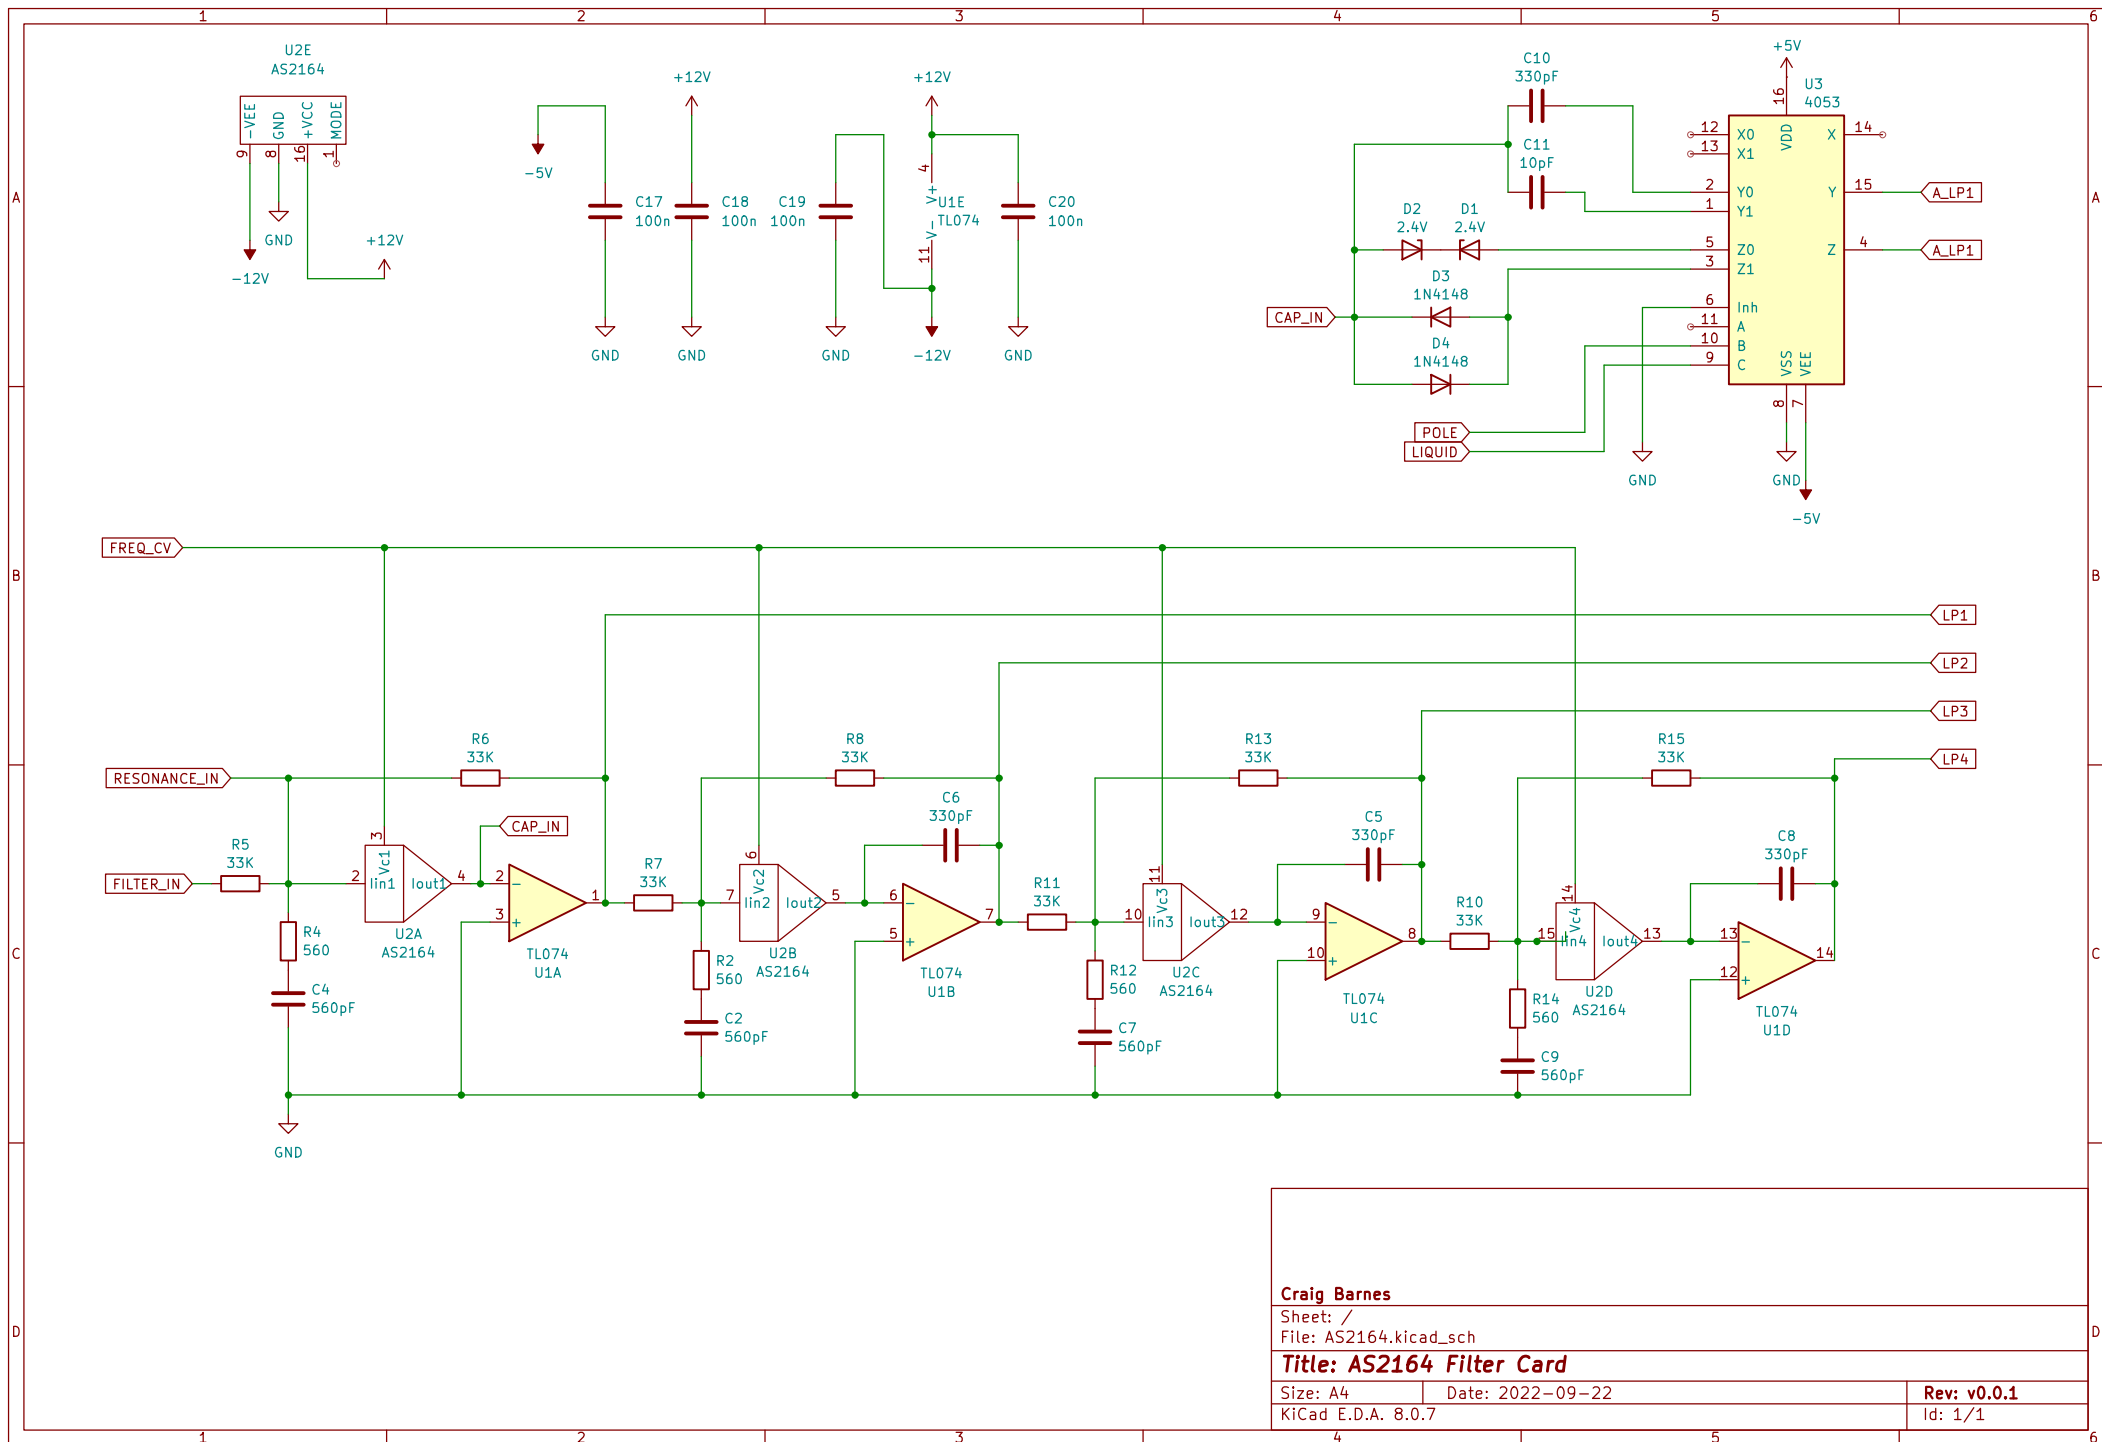 1 2 3 4 5 6
A
A
B
B
C
C
D
D
U2E
AS2164
-VEE
GND
+VCC
MODE
9
8
16
1
GND
-12V
+12V
-5V
C17
100n
GND
+12V
C18
100n
GND
C19
100n
GND
+12V
4
V+
U1E
TL074
V-
11
-12V
C20
100n
GND
C10
330pF
C11
10pF
D2
2.4V
D1
2.4V
D3
1N4148
D4
1N4148
CAP_IN
POLE
LIQUID
+5V
16
VDD
U3
4053
12 X0
13 X1
2 Y0
1 Y1
5 Z0
3 Z1
6 Inh
11 A
10 B
9 C
X 14
Y 15
Z 4
A_LP1
A_LP1
VSS
VEE
8
7
GND
GND
-5V
FREQ_CV
LP1
LP2
LP3
LP4
RESONANCE_IN
FILTER_IN
R5
33K
R6
33K
R4
560
C4
560pF
GND
3
Vc1
2
Iin1
Iout1
4
U2A
AS2164
CAP_IN
2
-
3
+
1
TL074
U1A
R7
33K
R8
33K
R2
560
C2
560pF
6
Vc2
7
Iin2
Iout2
5
U2B
AS2164
C6
330pF
6
-
5
+
7
TL074
U1B
R11
33K
R13
33K
R12
560
C7
560pF
11
Vc3
10
Iin3
Iout3
12
U2C
AS2164
C5
330pF
9
-
10
+
8
TL074
U1C
R10
33K
R15
33K
R14
560
C9
560pF
14
Vc4
15
Iin4
Iout4
13
U2D
AS2164
C8
330pF
13
-
12
+
14
TL074
U1D
Craig Barnes
Sheet: /
File: AS2164.kicad_sch
Title: AS2164 Filter Card
Size: A4
Date: 2022-09-22
Rev: v0.0.1
KiCad E.D.A. 8.0.7
Id: 1/1
1 2 3 4 5 6